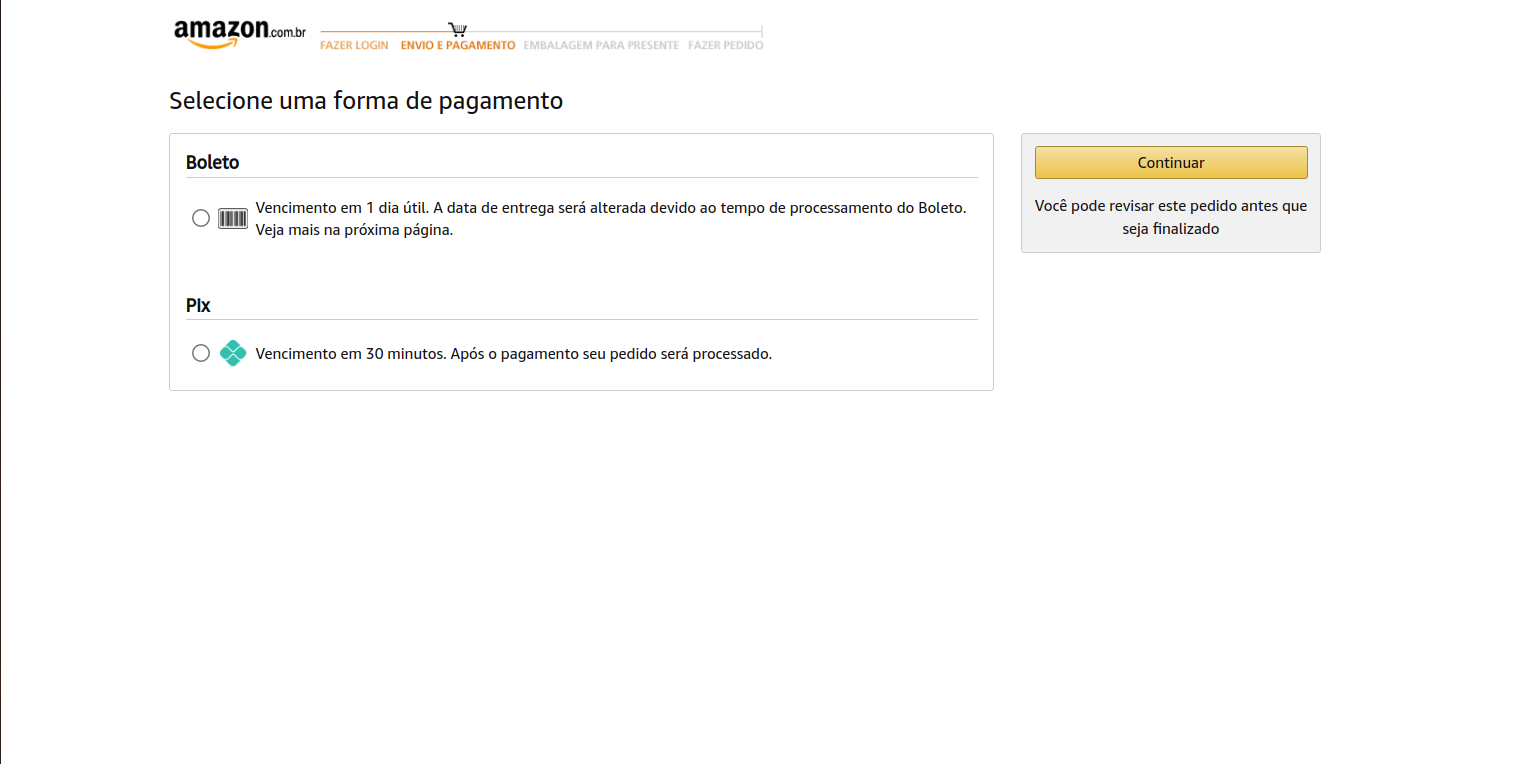 amazon.com.br
FAZER LOGIN ENVIO E PAGAMENTO EMBALAGEM PARA PRESENTE FAZER PEDIDO
Selecione uma forma de pagamento
Boleto
Vencimento em 1 dia útil. A data de entrega será alterada devido ao tempo de processamento do Boleto.
Veja mais na próxima página.
Pix
Vencimento em 30 minutos. Após o pagamento seu pedido será processado.
Continuar
Você pode revisar este pedido antes que
seja finalizado